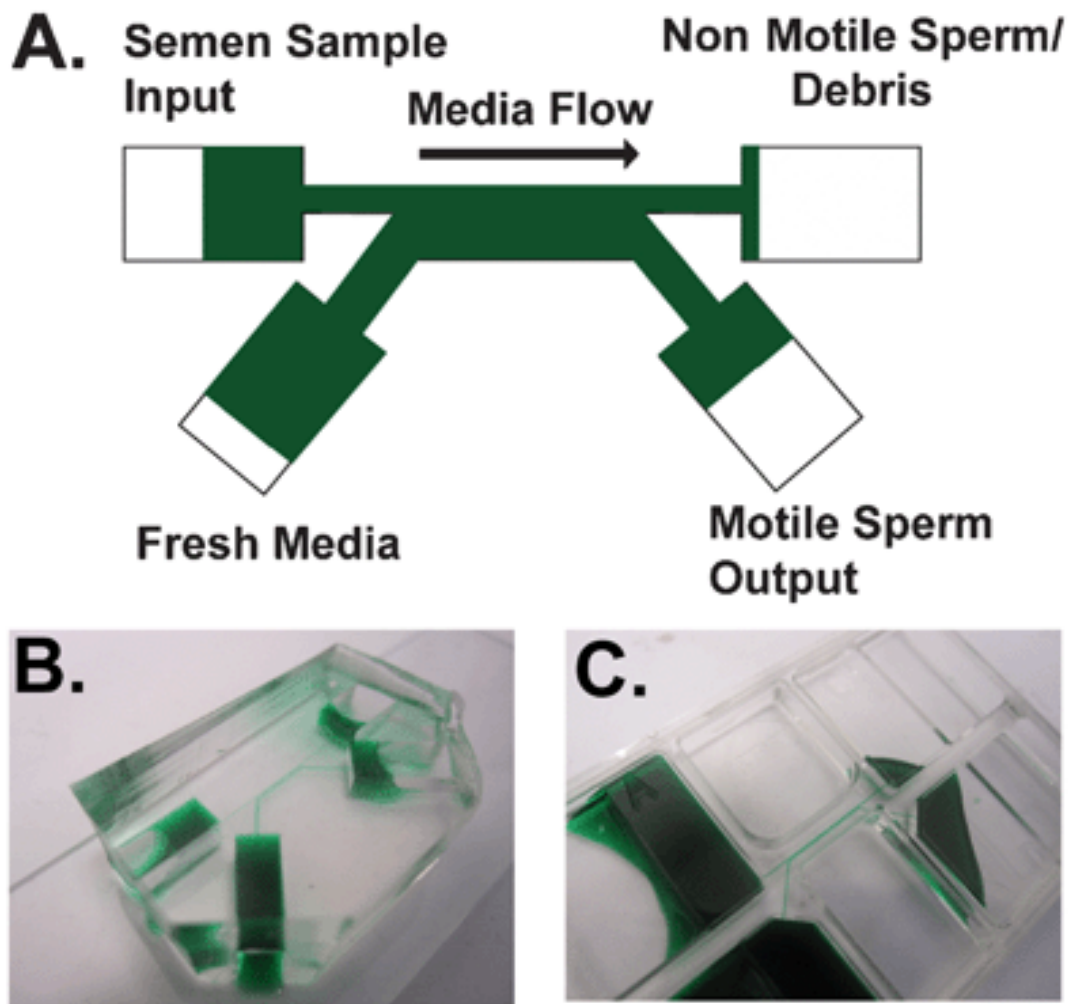 A.
Semen Sample
Input
Non Motile Sperm/
Debris
Media Flow
Fresh Media
Motile Sperm
Output
B.
C.
A